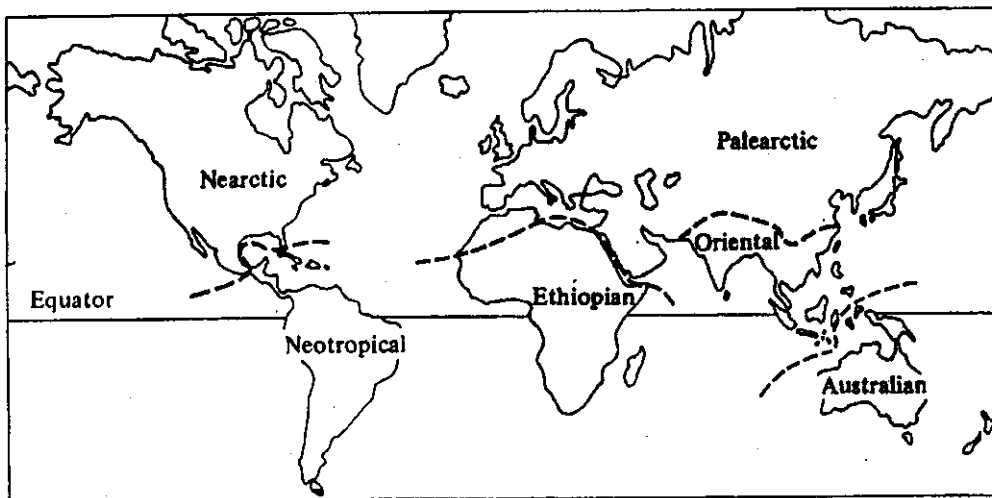 Palearctic
Nearctic
Oriental
Equator
Ethiopian
Neotropical
Australian